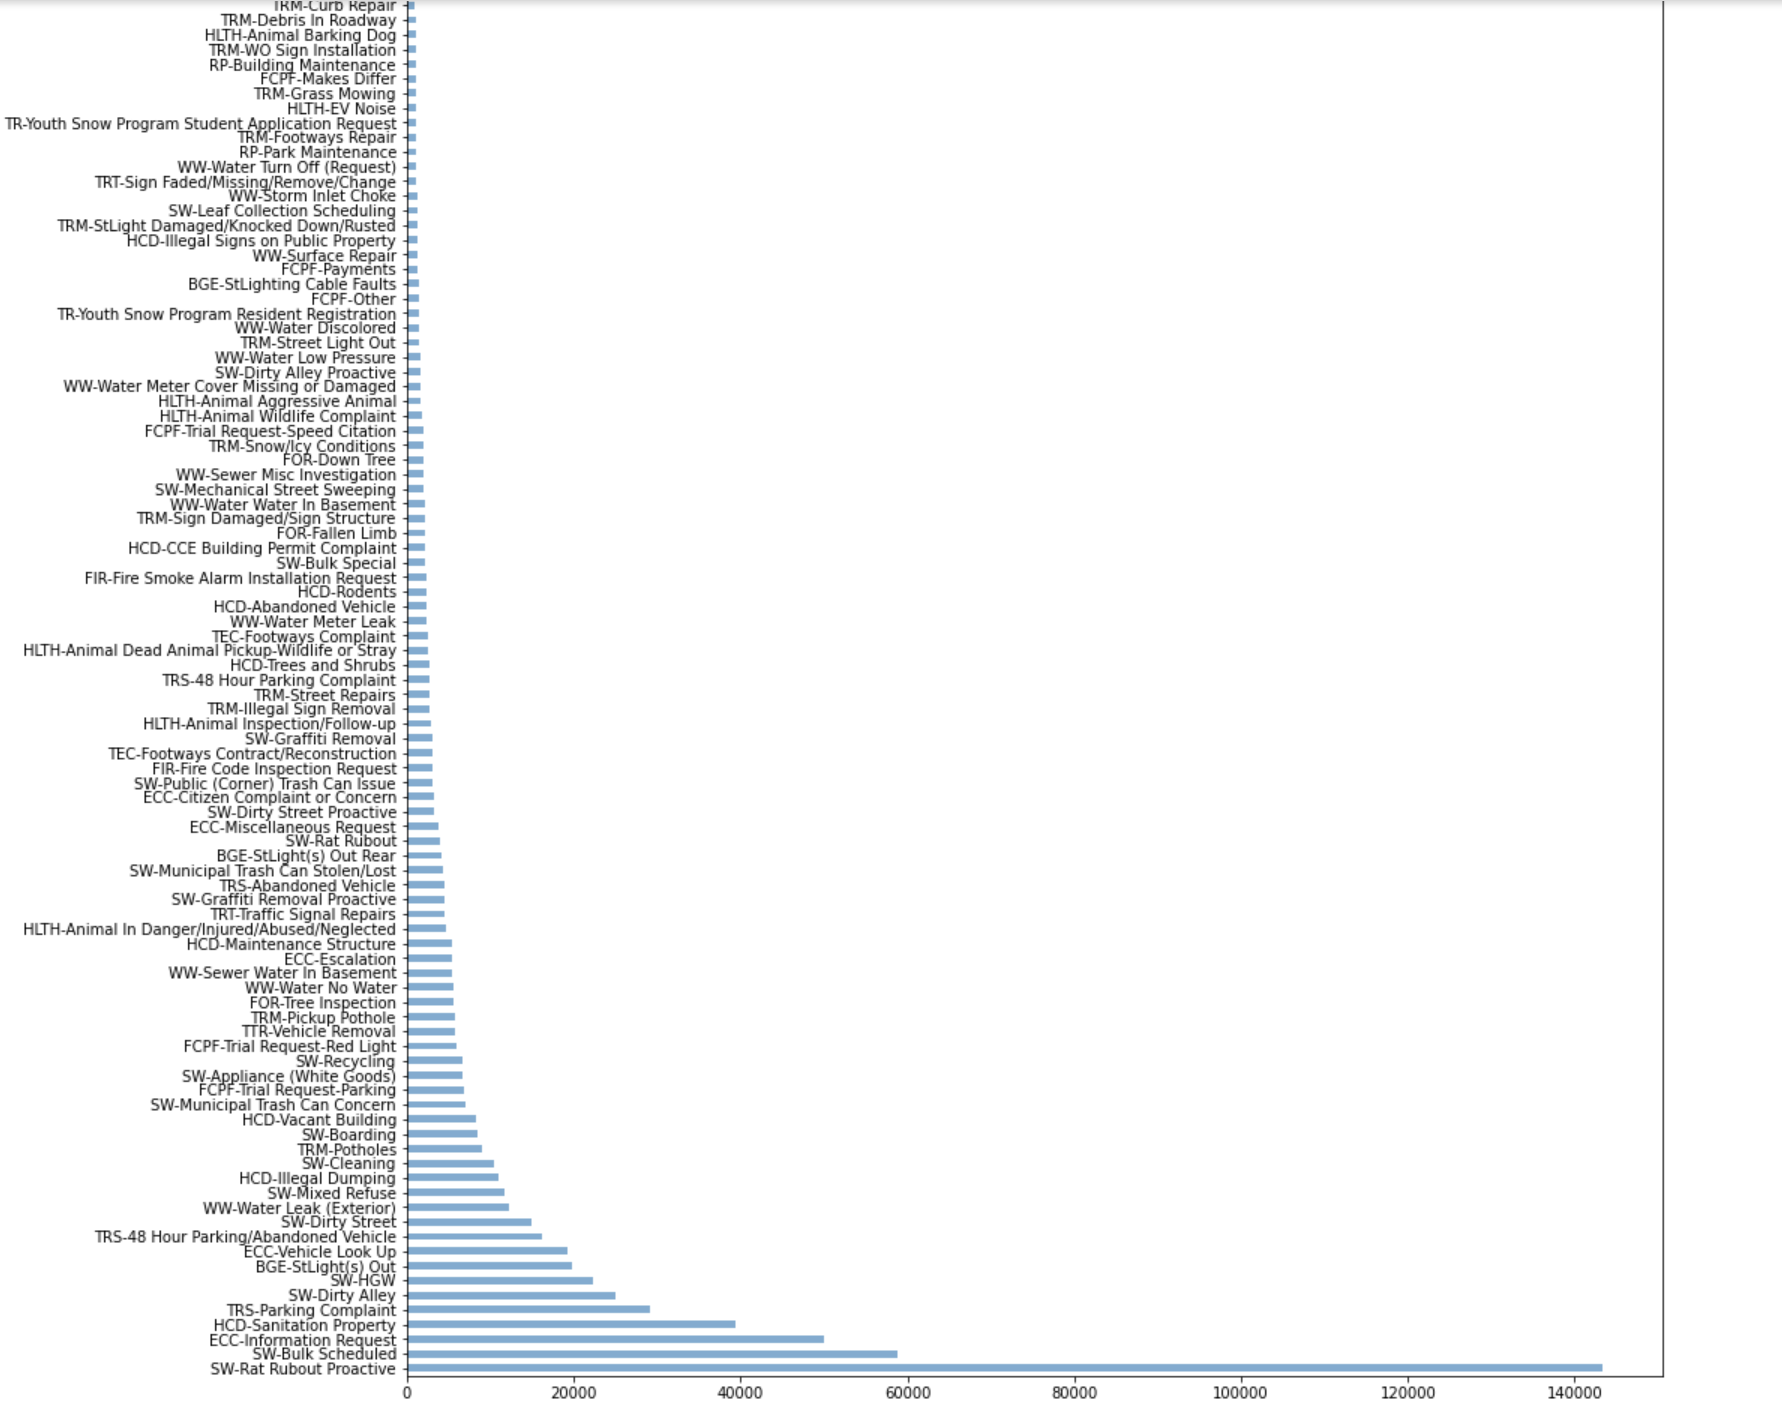 TRM-Curb Repair
TRM-Debris In Roadway
HLTH-Animal Barking Dog
TRM-WO Sign Installation
RP-Building Maintenance
FCPF-Makes Differ
TRM-Grass Mowing
HLTH-EV Noise
TR-Youth Snow Program Student Application Request
TRM-Footways Repair
RP-Park Maintenance
WW-Water Turn Off (Request)
TRT-Sign Faded/Missing/Remove/Change
WW-Storm Inlet Choke
SW-Leaf Collection Scheduling
TRM-StLight Damaged/Knocked Down/Rusted
HCD-Illegal Signs on Public Property
WW-Surface Repair
FCPF-Payments
BGE-StLighting Cable Faults
FCPF-Other
TR-Youth Snow Program Resident Registration
WW-Water Discolored
TRM-Street Light Out
WW-Water Low Pressure
SW-Dirty Alley Proactive
WW-Water Meter Cover Missing or Damaged
HLTH-Animal Aggressive Animal
HLTH-Animal Wildlife Complaint
FCPF-Trial Request-Speed Citation
TRM-Snow/Icy Conditions
FOR-Down Tree
WW-Sewer Misc Investigation
SW-Mechanical Street Sweeping
WW-Water Water In Basement
TRM-Sign Damaged/Sign Structure
FOR-Fallen Limb
HCD-CCE Building Permit Complaint
SW-Bulk Special
FIR-Fire Smoke Alarm Installation Request
HCD-Rodents
HCD-Abandoned Vehicle
WW-Water Meter Leak
TEC-Footways Complaint
HLTH-Animal Dead Animal Pickup-Wildlife or Stray
HCD-Trees and Shrubs
TRS-48 Hour Parking Complaint
TRM-Street Repairs
TRM-Illegal Sign Removal
HLTH-Animal Inspection/Follow-up
SW-Graffiti Removal
TEC-Footways Contract/Reconstruction
FIR-Fire Code Inspection Request
SW-Public (Corner) Trash Can Issue
ECC-Citizen Complaint or Concern
SW-Dirty Street Proactive
ECC-Miscellaneous Request
SW-Rat Rubout
BGE-StLight(s) Out Rear
SW-Municipal Trash Can Stolen/Lost
TRS-Abandoned Vehicle
SW-Graffiti Removal Proactive
TRT-Traffic Signal Repairs
HLTH-Animal In Danger/Injured/Abused/Neglected
HCD-Maintenance Structure
ECC-Escalation
WW-Sewer Water In Basement
WW-Water No Water
FOR-Tree Inspection
TRM-Pickup Pothole
TTR-Vehicle Removal
FCPF-Trial Request-Red Light
SW-Recycling
SW-Appliance (White Goods)
FCPF-Trial Request-Parking
SW-Municipal Trash Can Concern
HCD-Vacant Building
SW-Boarding
TRM-Potholes
SW-Cleaning
HCD-Illegal Dumping
SW-Mixed Refuse
WW-Water Leak (Exterior)
SW-Dirty Street
TRS-48 Hour Parking/Abandoned Vehicle
ECC-Vehicle Look Up
BGE-StLight(s) Out
SW-HGW
SW-Dirty Alley
TRS-Parking Complaint
HCD-Sanitation Property
ECC-Information Request
SW-Bulk Scheduled
SW-Rat Rubout Proactive
0 20000 40000 60000 80000 100000 120000 140000